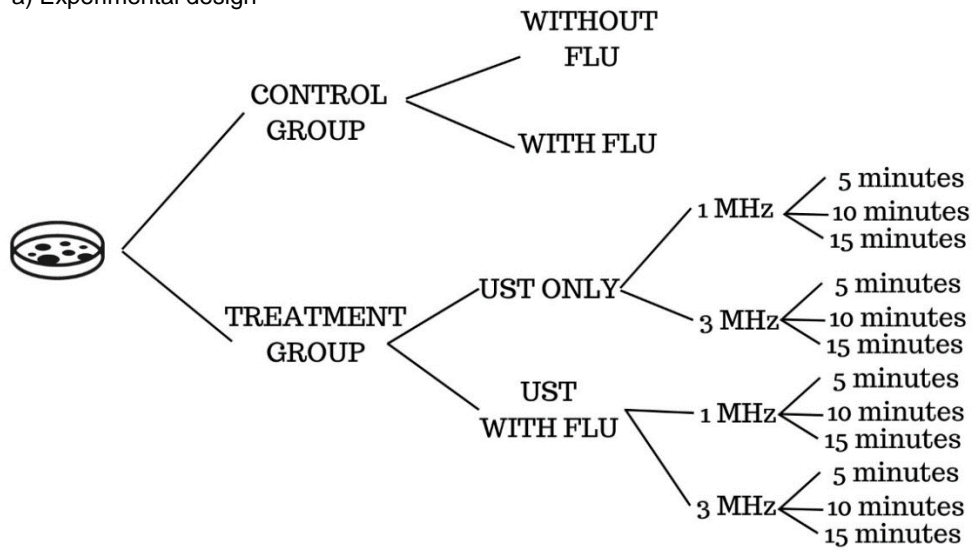 a) Experimental design
WITHOUT
FLU
CONTROL
GROUP
WITH FLU
1 MHz
5 minutes
10 minutes
15 minutes
UST ONLY
3 MHz
5 minutes
10 minutes
15 minutes
TREATMENT
GROUP
UST
WITH FLU
1 MHz
5 minutes
10 minutes
15 minutes
3 MHz
5 minutes
10 minutes
15 minutes